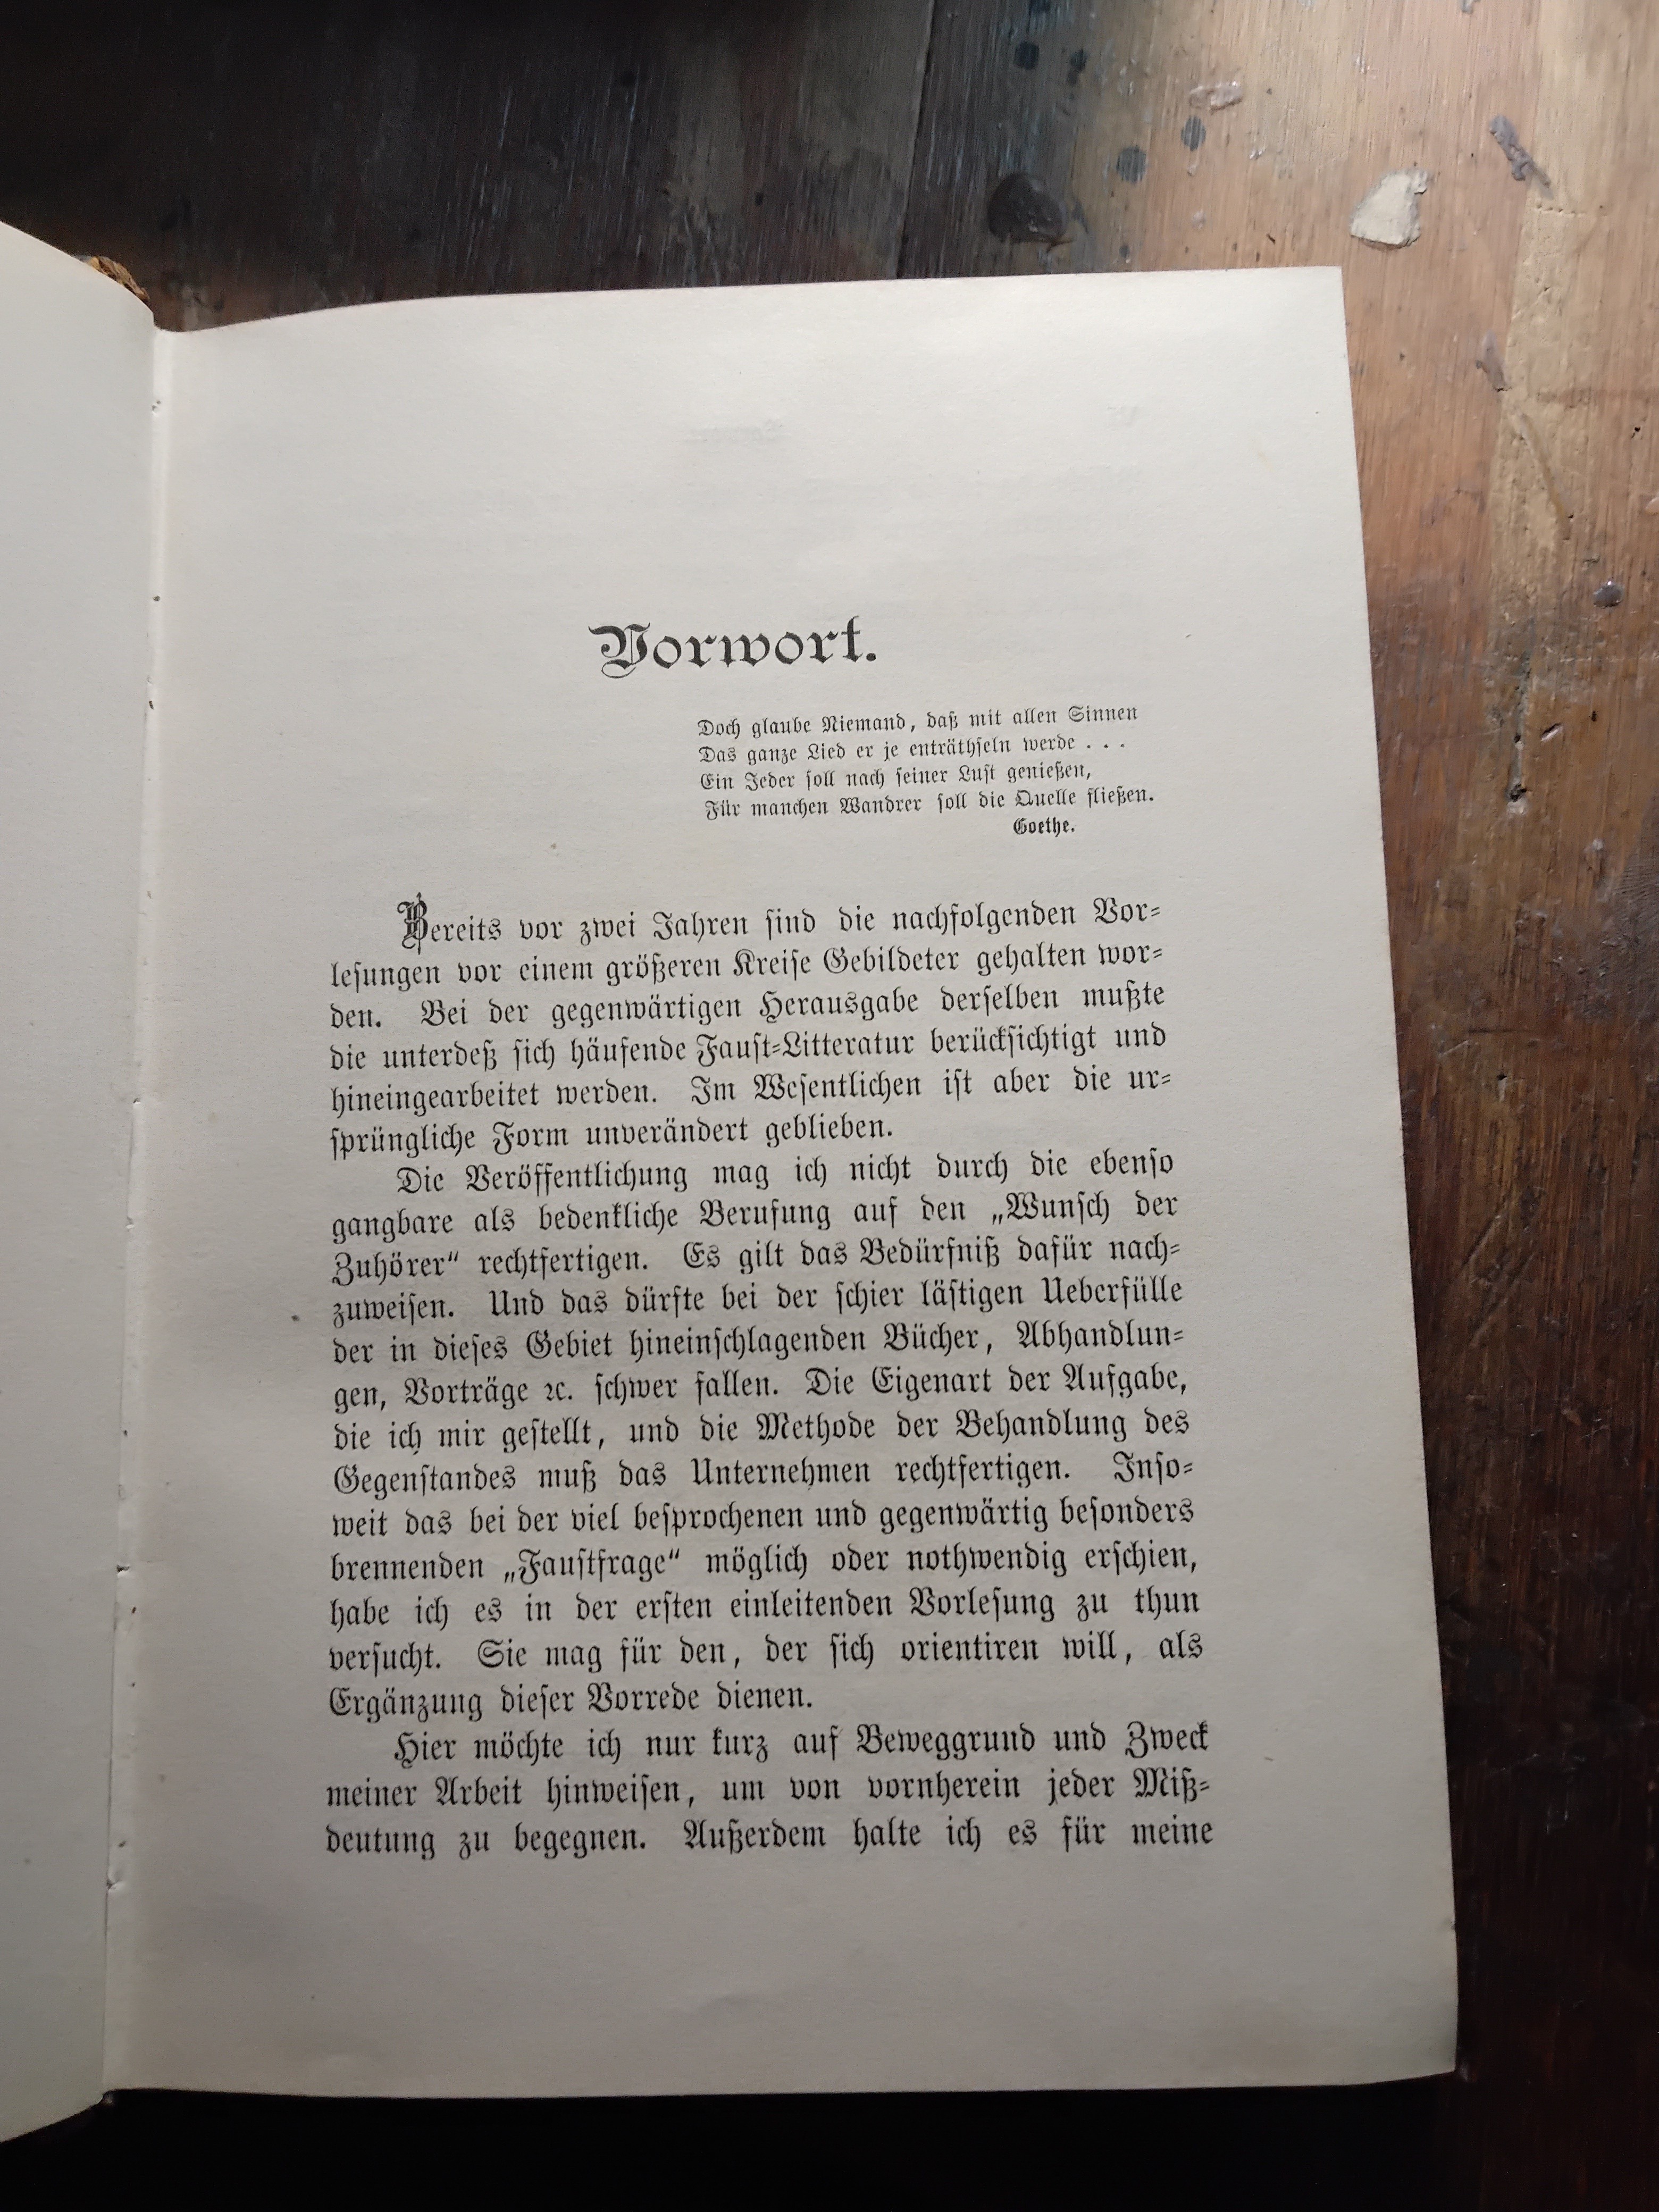 Vorwort.
Doch glaube Niemand, daß mit allen Sinnen
Das ganze Lied er je enträthseln werde . . .
Ein Jeder soll nach seiner Lust genießen,
Für manchen Wandrer soll die Quelle fließen.
Goethe.
Bereits vor zwei Jahren sind die nachfolgenden Vor-
lesungen vor einem größeren Kreise Gebildeter gehalten wor-
den. Bei der gegenwärtigen Herausgabe derselben mußte
die unterdeß sich häufende Faust-Litteratur berücksichtigt und
hineingearbeitet werden. Im Wesentlichen ist aber die ur-
sprüngliche Form unverändert geblieben.
Die Veröffentlichung mag ich nicht durch die ebenso
gangbare als bedenkliche Berufung auf den „Wunsch der
Zuhörer“ rechtfertigen. Es gilt das Bedürfniß dafür nach-
zuweisen. Und das dürfte bei der schier lästigen Ueberfülle
der in dieses Gebiet hineinschlagenden Bücher, Abhandlun-
gen, Vorträge ꝛc. schwer fallen. Die Eigenart der Aufgabe,
die ich mir gestellt, und die Methode der Behandlung des
Gegenstandes muß das Unternehmen rechtfertigen. Inso-
weit das bei der viel besprochenen und gegenwärtig besonders
brennenden „Faustfrage“ möglich oder nothwendig erschien,
habe ich es in der ersten einleitenden Vorlesung zu thun
versucht. Sie mag für den, der sich orientiren will, als
Ergänzung dieser Vorrede dienen.
Hier möchte ich nur kurz auf Beweggrund und Zweck
meiner Arbeit hinweisen, um von vornherein jeder Miß-
deutung zu begegnen. Außerdem halte ich es für meine